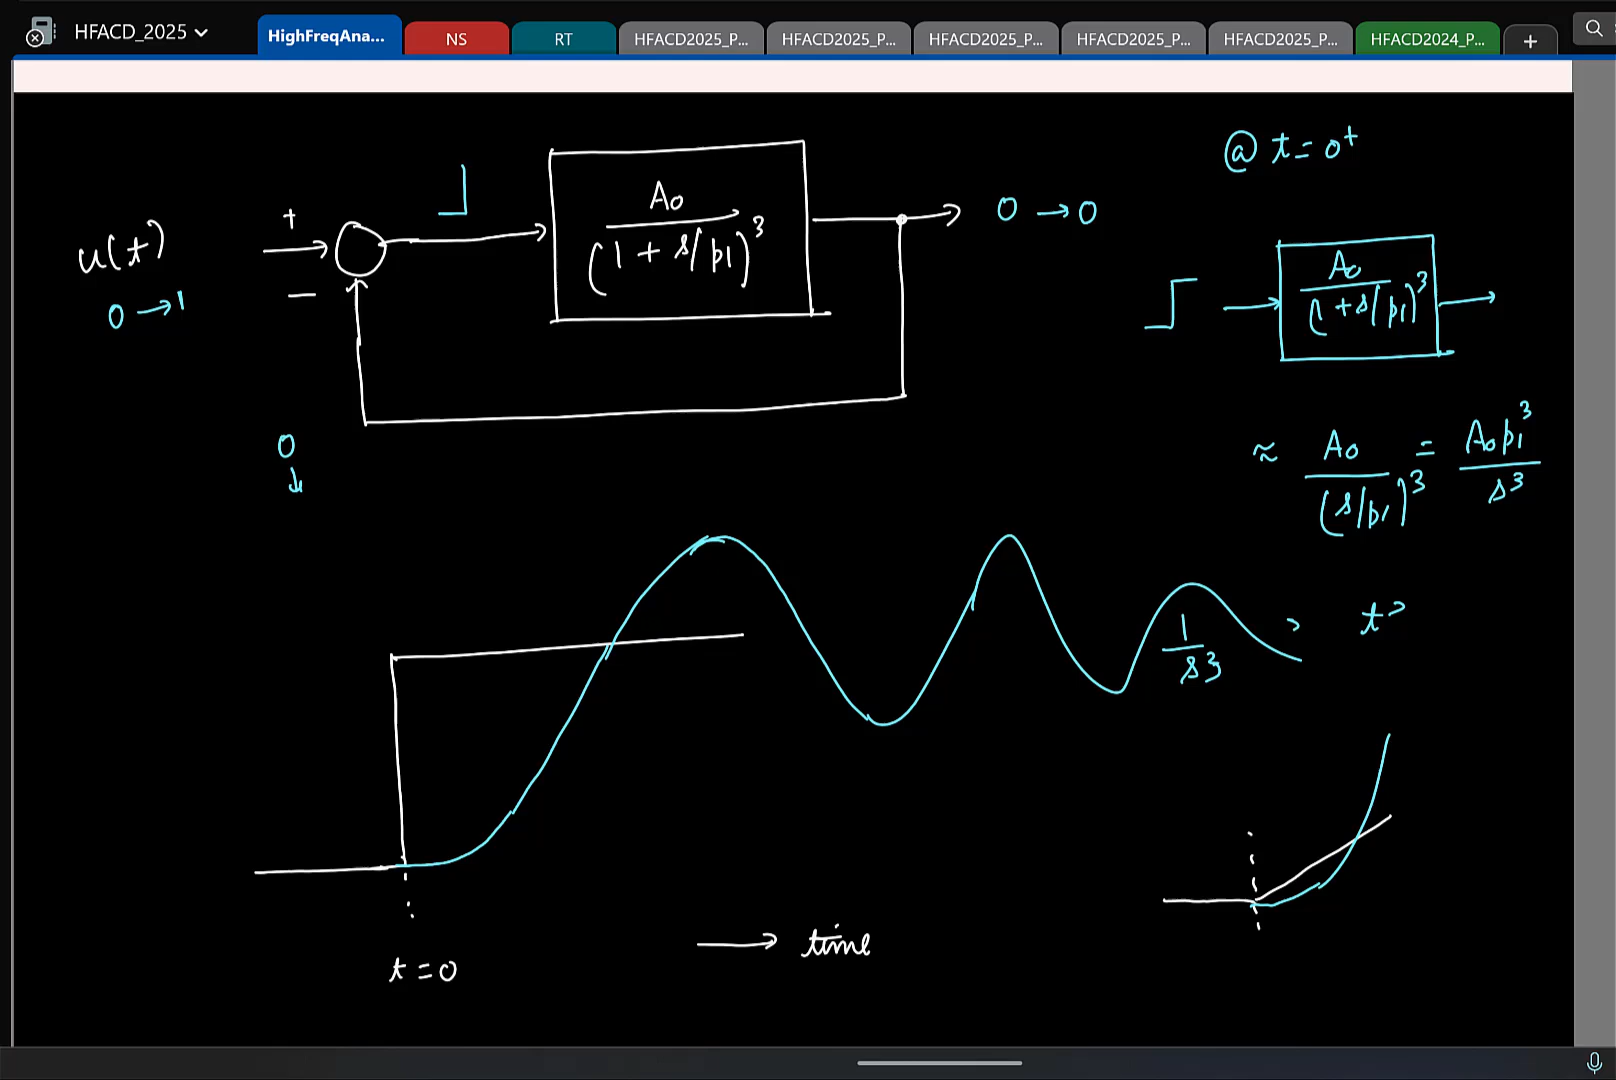 HFACD_2025
HighFreqAna...
NS
RT
HFACD2025_P...
HFACD2025_P...
HFACD2025_P...
HFACD2025_P...
HFACD2025_P...
HFACD2024_P...
+
@ t = 0+
u(t)
+
−
0 → 1
A₀ / (1 + s/p₁)³
0 → 0
A₀ / (1 + s/p₁)³
0
↓
≈ A₀ / (s/p₁)³ = A₀p₁³ / s³
1 / s³
t = 0
→ time